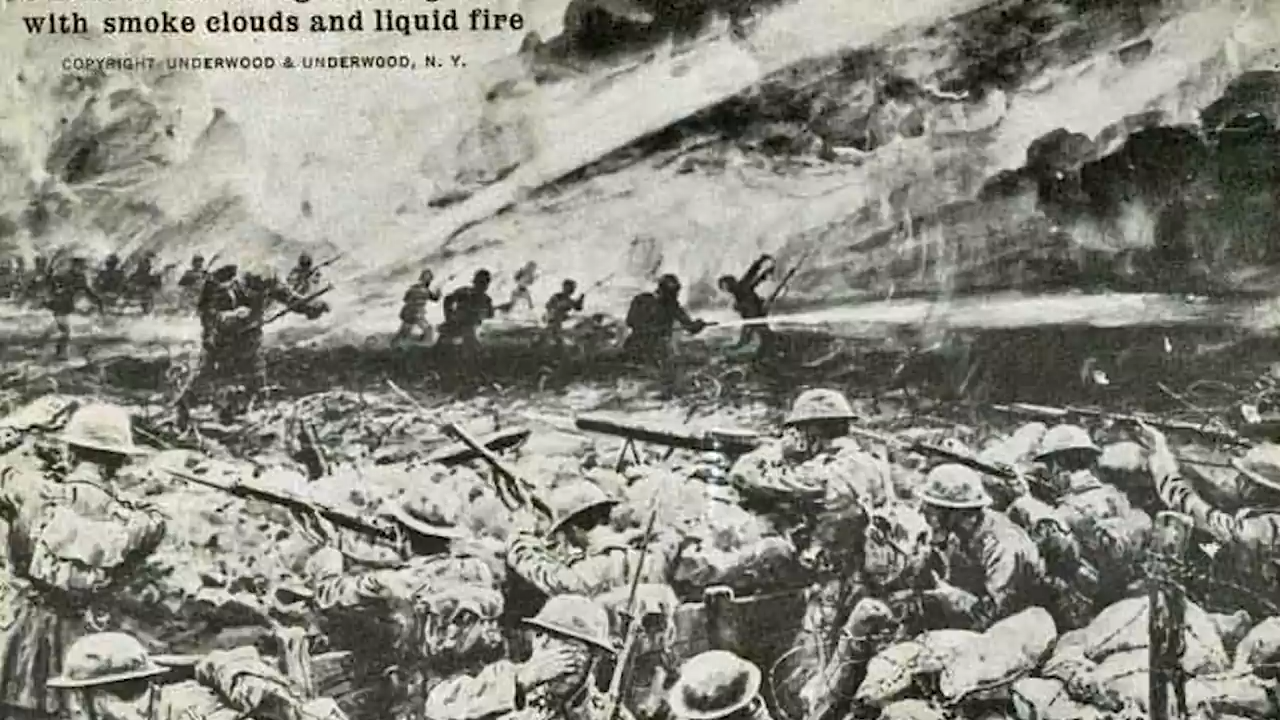 with smoke clouds and liquid fire
COPYRIGHT UNDERWOOD & UNDERWOOD, N. Y.